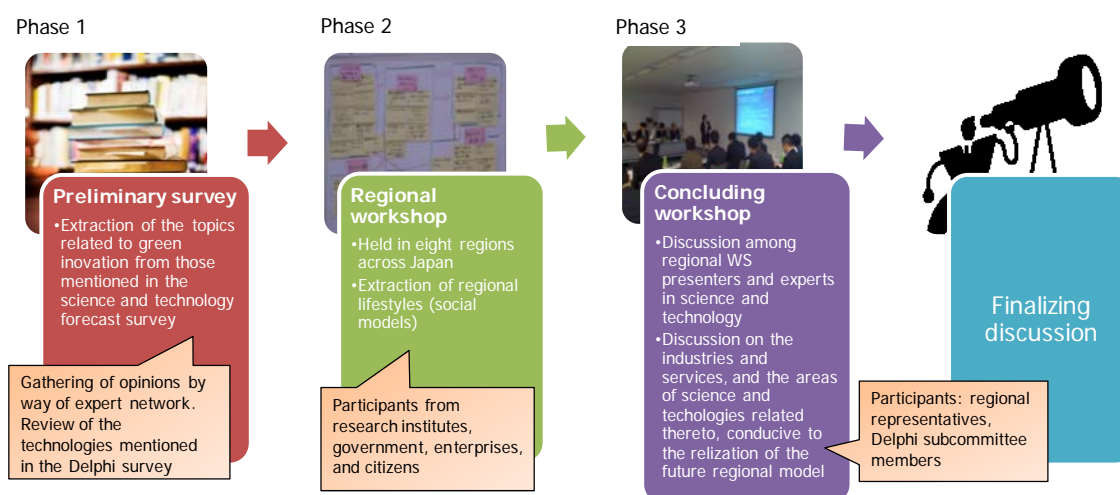 Phase 1
Preliminary survey
•Extraction of the topics
related to green
inovation from those
mentioned in the
science and technology
forecast survey
Gathering of opinions by
way of expert network.
Review of the
technologies mentioned
in the Delphi survey
Phase 2
Regional
workshop
•Held in eight regions
across Japan
•Extraction of regional
lifestyles (social
models)
Participants from
research institutes,
government, enterprises,
and citizens
Phase 3
Concluding
workshop
•Discussion among
regional WS
presenters and experts
in science and
technology
•Discussion on the
industries and
services, and the areas
of science and
techologies related
thereto, conducive to
the relization of the
future regional model
Participants: regional
representatives,
Delphi subcommittee
members
Finalizing
discussion